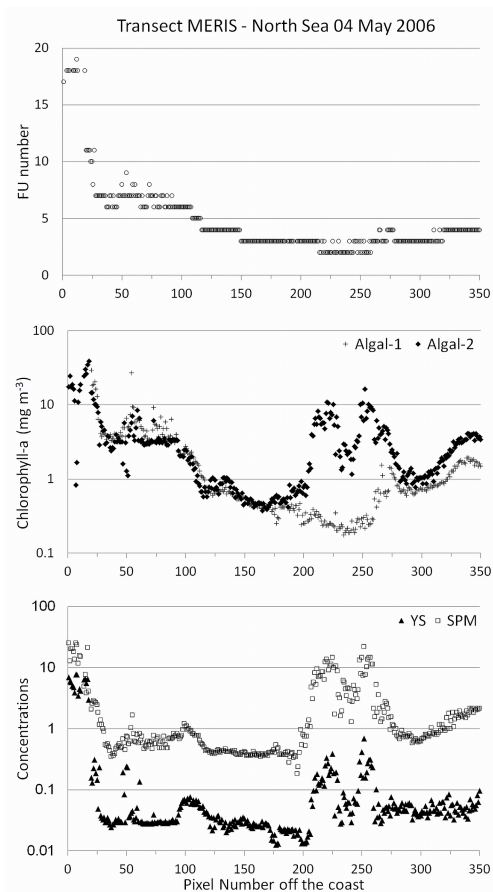 Transect MERIS - North Sea 04 May 2006
FU number
20
15
10
5
0
0 50 100 150 200 250 300 350
Chlorophyll-a (mg m-3)
+ Algal-1 ◆ Algal-2
100
10
1
0.1
0 50 100 150 200 250 300 350
Concentrations
▲ YS □ SPM
100
10
1
0.1
0.01
0 50 100 150 200 250 300 350
Pixel Number off the coast